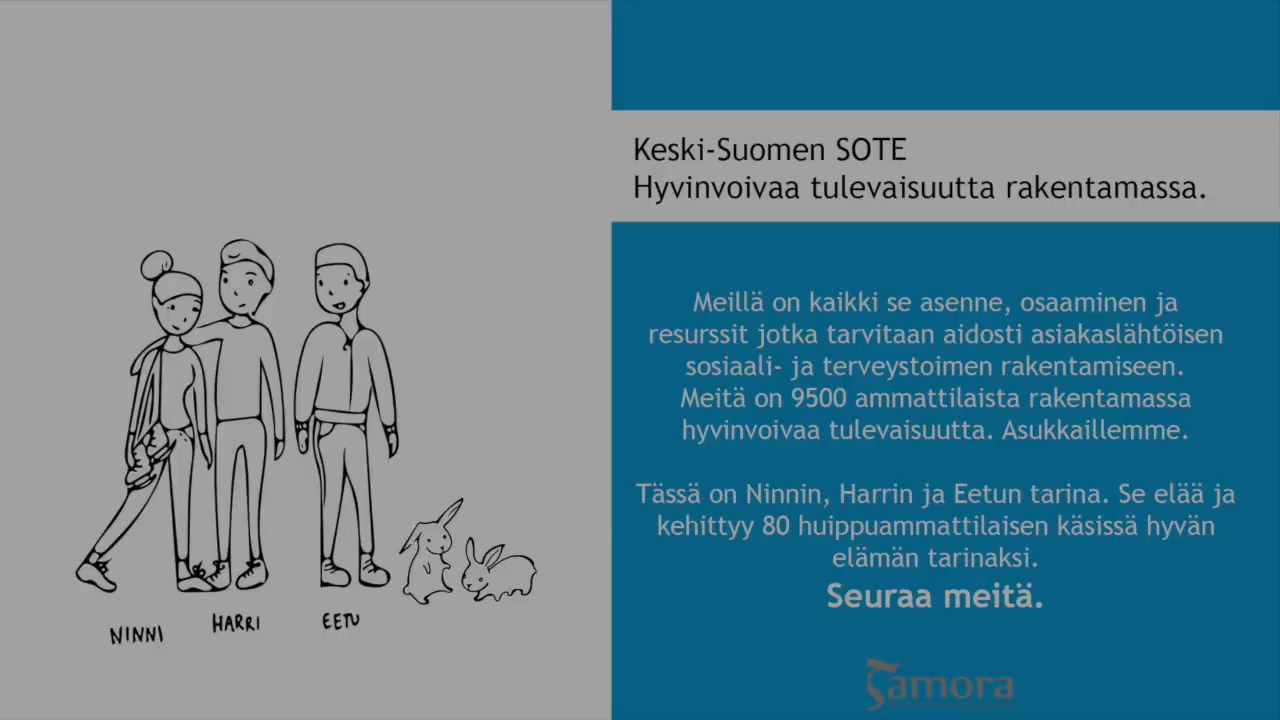 Keski-Suomen SOTE
Hyvinvoivaa tulevaisuutta rakentamassa.
Meillä on kaikki se asenne, osaaminen ja
resurssit jotka tarvitaan aidosti asiakaslähtöisen
sosiaali- ja terveystoimen rakentamiseen.
Meitä on 9500 ammattilaista rakentamassa
hyvinvoivaa tulevaisuutta. Asukkaillemme.
Tässä on Ninnin, Harrin ja Eetun tarina. Se elää ja
kehittyy 80 huippuammattilaisen käsissä hyvän
elämän tarinaksi.
Seuraa meitä.
NINNI
HARRI
EETU
Zamora